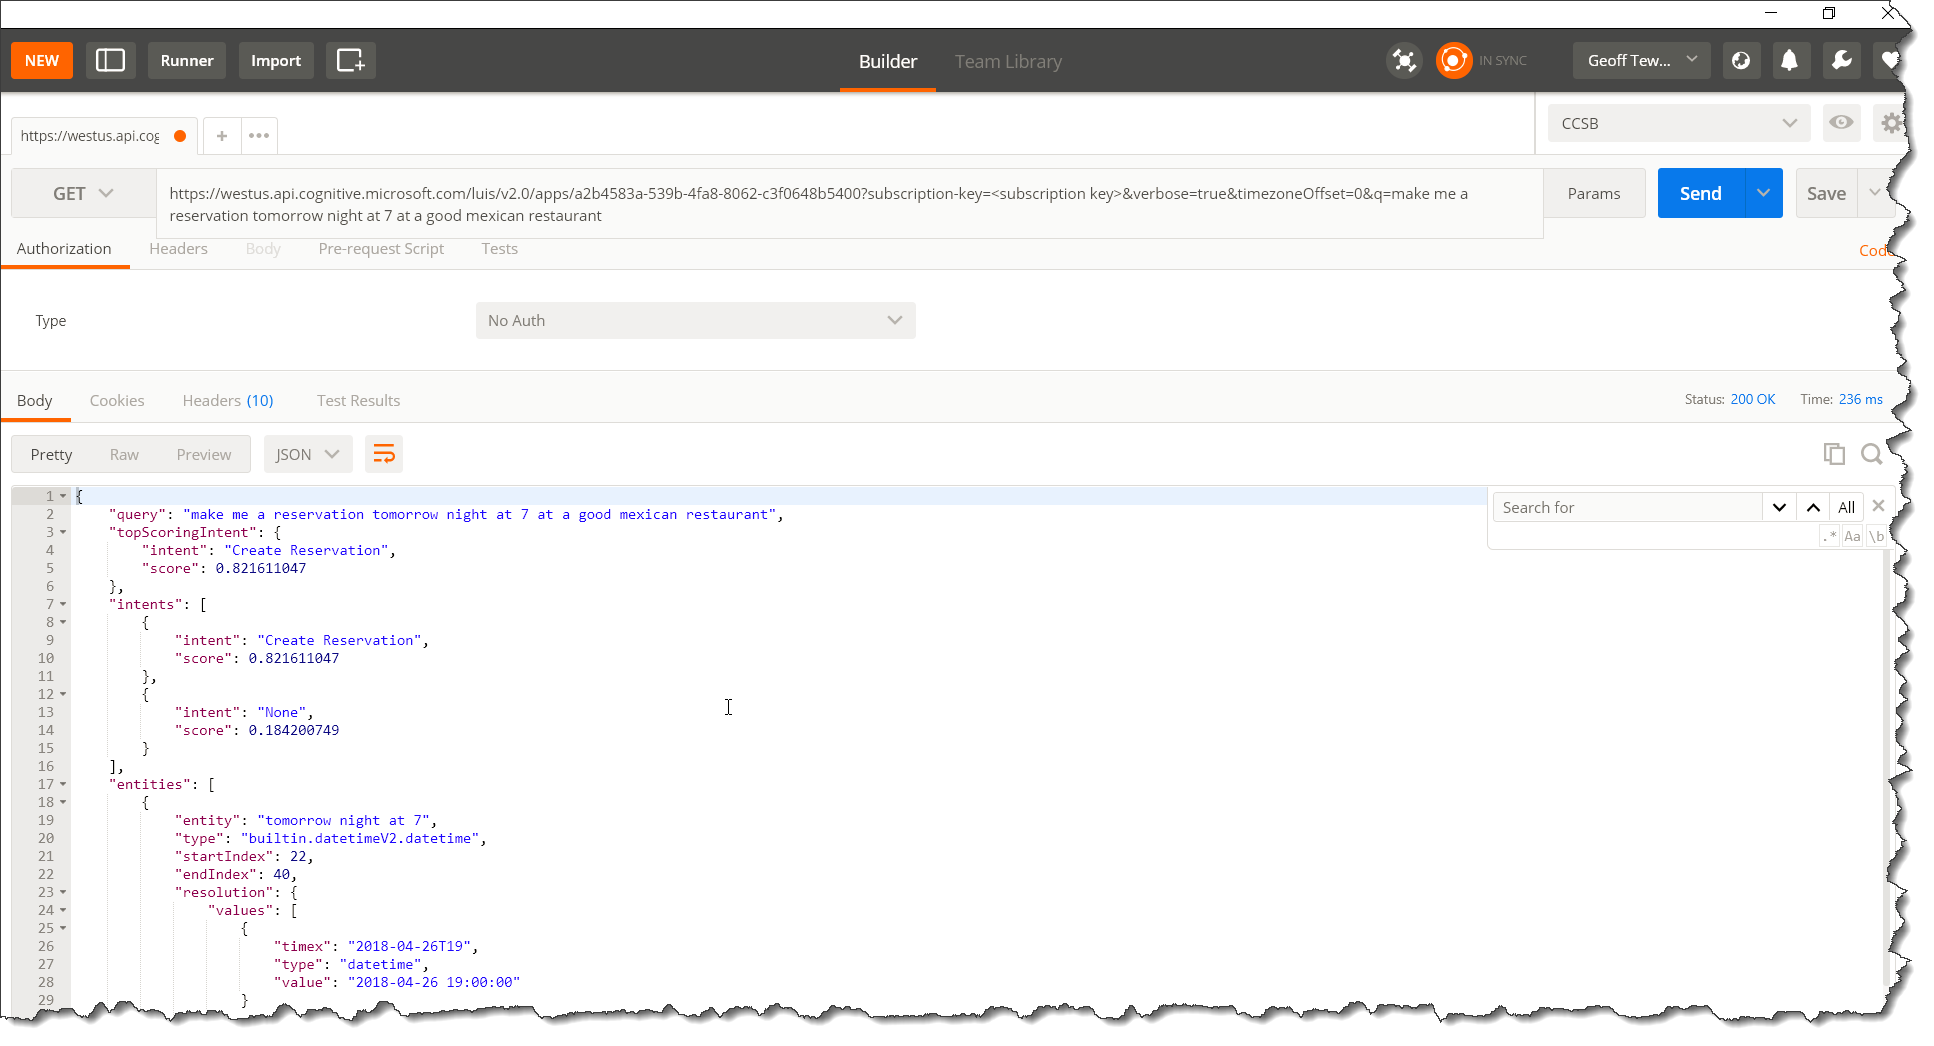 NEW Runner Import Builder Team Library IN SYNC Geoff Tew...
https://westus.api.cog + ••• CCSB
GET https://westus.api.cognitive.microsoft.com/luis/v2.0/apps/a2b4583a-539b-4fa8-8062-c3f0648b5400?subscription-key=<subscription key>&verbose=true&timezoneOffset=0&q=make me a Params Send Save
reservation tomorrow night at 7 at a good mexican restaurant
Authorization Headers Body Pre-request Script Tests Code
Type No Auth
Body Cookies Headers (10) Test Results Status: 200 OK Time: 236 ms
Pretty Raw Preview JSON
Search for All
.* Aa \b
1 {
2 "query": "make me a reservation tomorrow night at 7 at a good mexican restaurant",
3 "topScoringIntent": {
4 "intent": "Create Reservation",
5 "score": 0.821611047
6 },
7 "intents": [
8 {
9 "intent": "Create Reservation",
10 "score": 0.821611047
11 },
12 {
13 "intent": "None",
14 "score": 0.184200749
15 }
16 ],
17 "entities": [
18 {
19 "entity": "tomorrow night at 7",
20 "type": "builtin.datetimeV2.datetime",
21 "startIndex": 22,
22 "endIndex": 40,
23 "resolution": {
24 "values": [
25 {
26 "timex": "2018-04-26T19",
27 "type": "datetime",
28 "value": "2018-04-26 19:00:00"
29 }